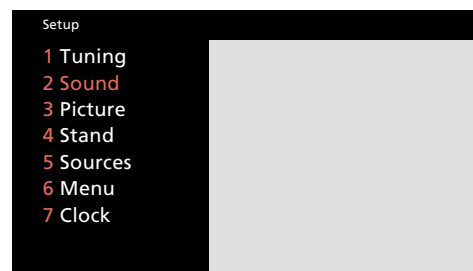 Setup
1 Tuning
2 Sound
3 Picture
4 Stand
5 Sources
6 Menu
7 Clock